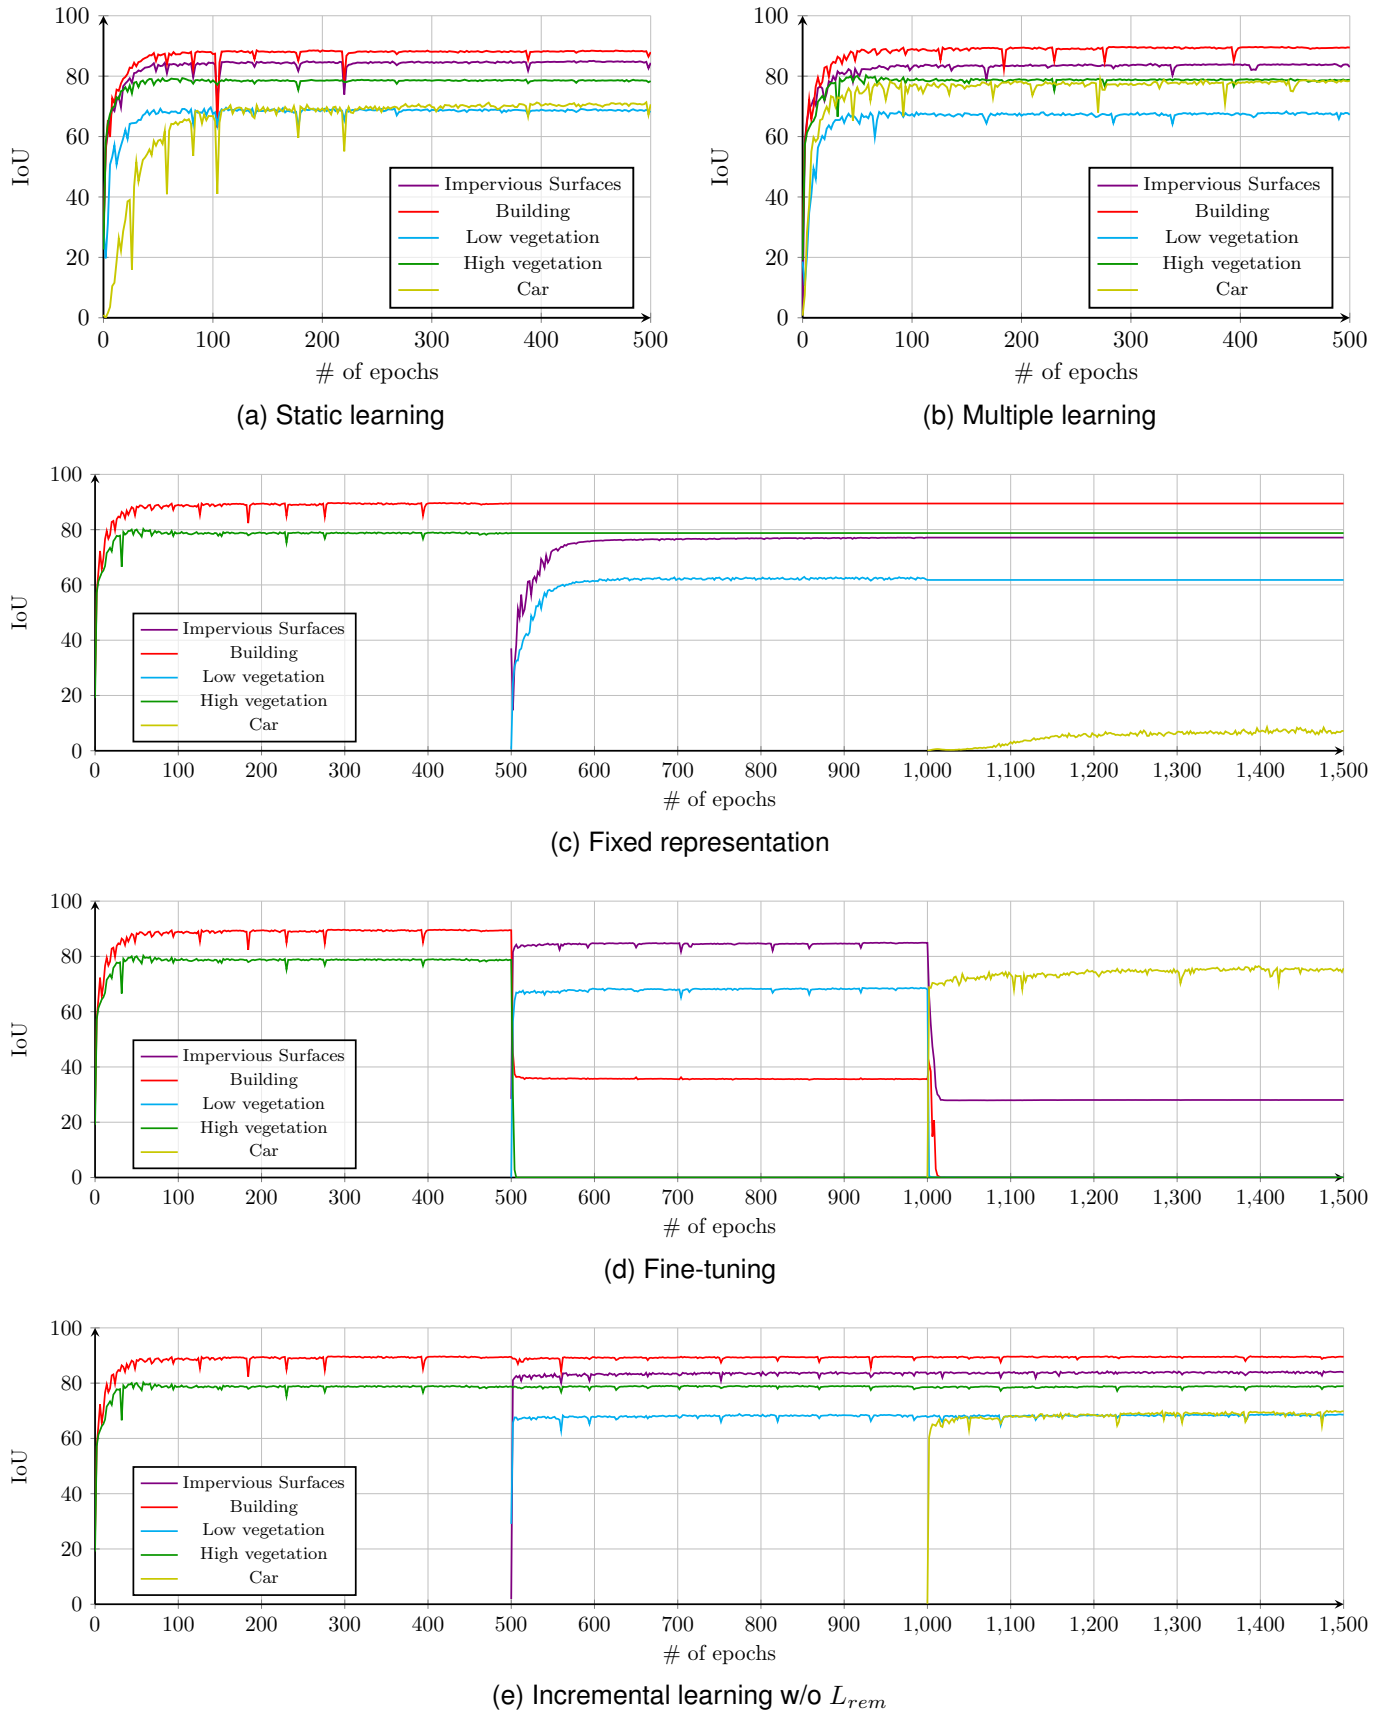 100
80
60
40
20
0
IoU
Impervious Surfaces
Building
Low vegetation
High vegetation
Car
0 100 200 300 400 500
# of epochs
(a) Static learning
100
80
60
40
20
0
IoU
Impervious Surfaces
Building
Low vegetation
High vegetation
Car
0 100 200 300 400 500
# of epochs
(b) Multiple learning
100
80
60
40
20
0
IoU
Impervious Surfaces
Building
Low vegetation
High vegetation
Car
0 100 200 300 400 500 600 700 800 900 1,000 1,100 1,200 1,300 1,400 1,500
# of epochs
(c) Fixed representation
100
80
60
40
20
0
IoU
Impervious Surfaces
Building
Low vegetation
High vegetation
Car
0 100 200 300 400 500 600 700 800 900 1,000 1,100 1,200 1,300 1,400 1,500
# of epochs
(d) Fine-tuning
100
80
60
40
20
0
IoU
Impervious Surfaces
Building
Low vegetation
High vegetation
Car
0 100 200 300 400 500 600 700 800 900 1,000 1,100 1,200 1,300 1,400 1,500
# of epochs
(e) Incremental learning w/o L_rem